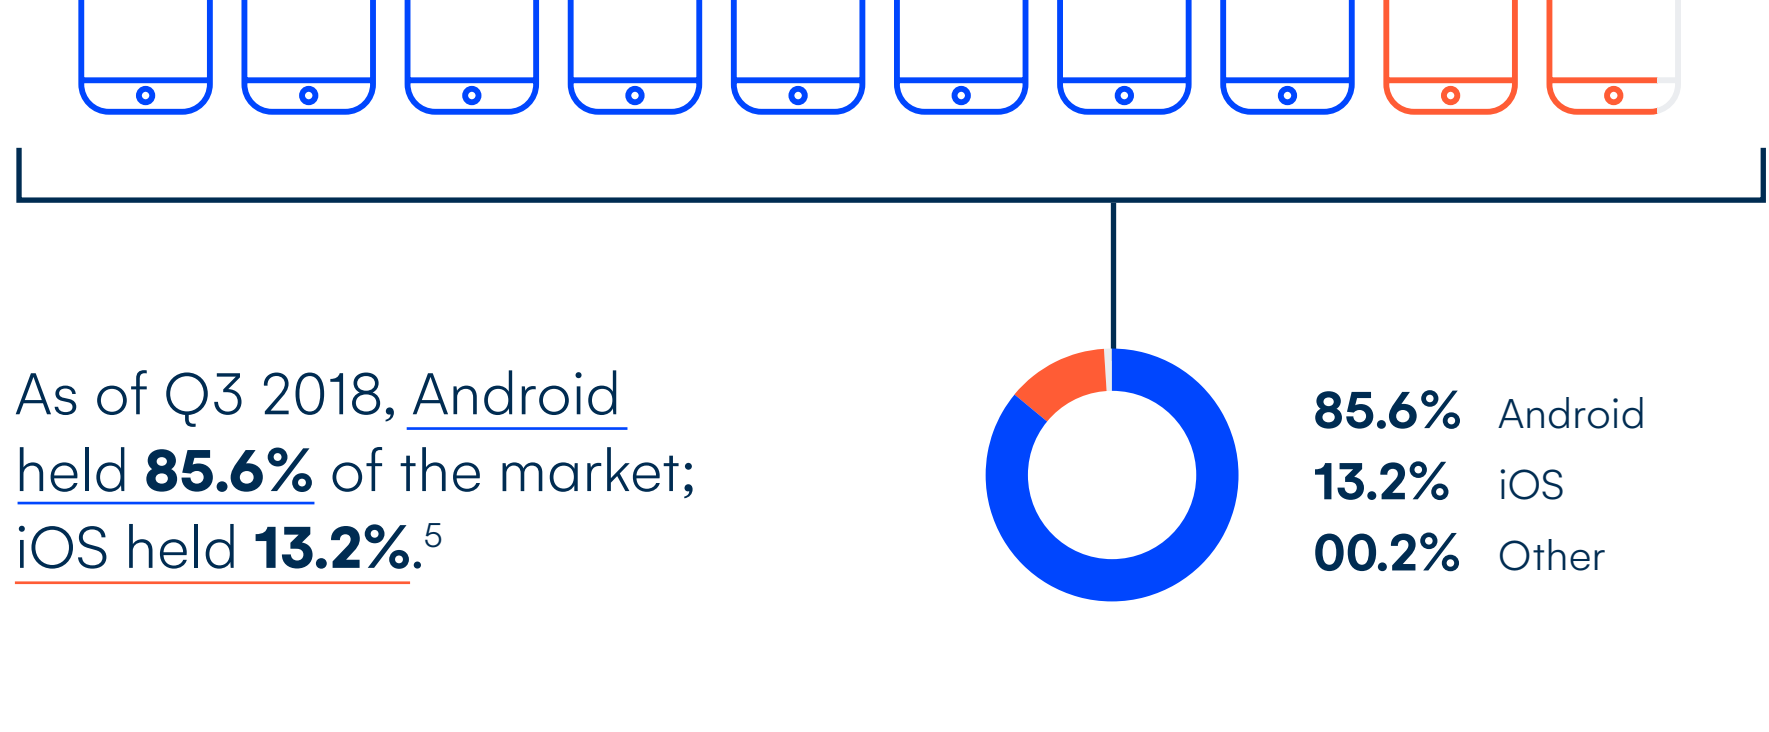 As of Q3 2018, Android
held 85.6% of the market;
iOS held 13.2%.⁵
85.6% Android
13.2% iOS
00.2% Other